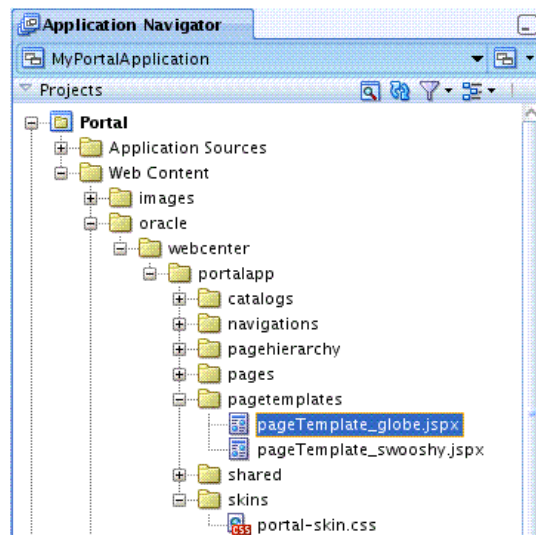 Application Navigator
MyPortalApplication
Projects
Portal
Application Sources
Web Content
images
oracle
webcenter
portalapp
catalogs
navigations
pagehierarchy
pages
pagetemplates
pageTemplate_globe.jspx
pageTemplate_swooshy.jspx
shared
skins
CSS portal-skin.css